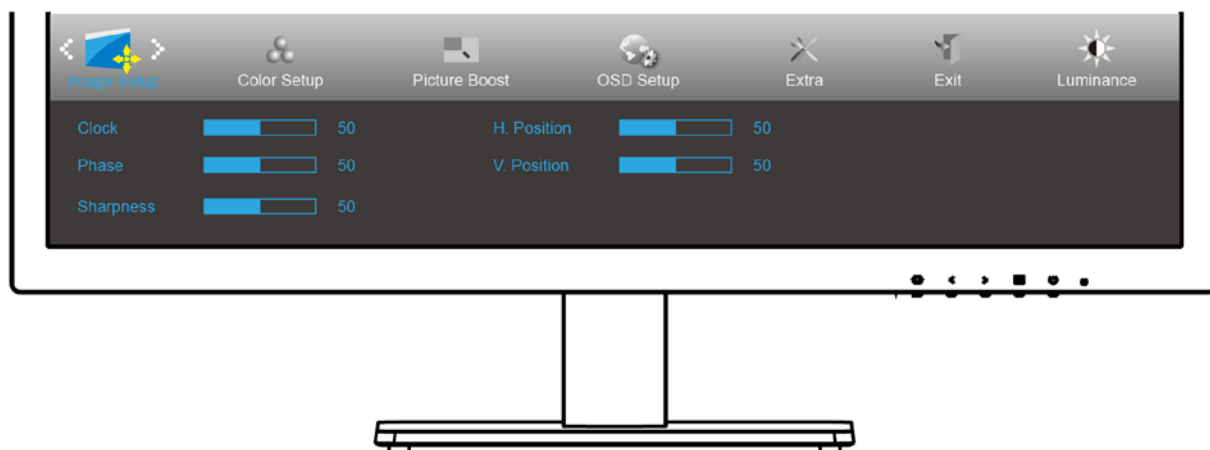 Image Setup Color Setup Picture Boost OSD Setup Extra Exit Luminance
Clock 50 H. Position 50
Phase 50 V. Position 50
Sharpness 50